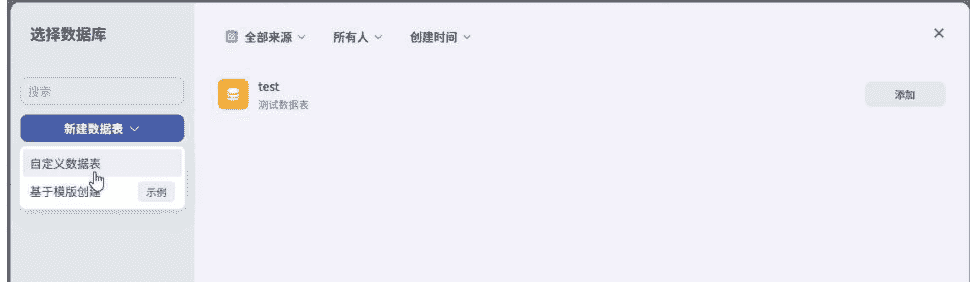 选择数据库
全部来源 所有人 创建时间
搜索
test
测试数据表
添加
新建数据表
自定义数据表
基于模版创建 示例